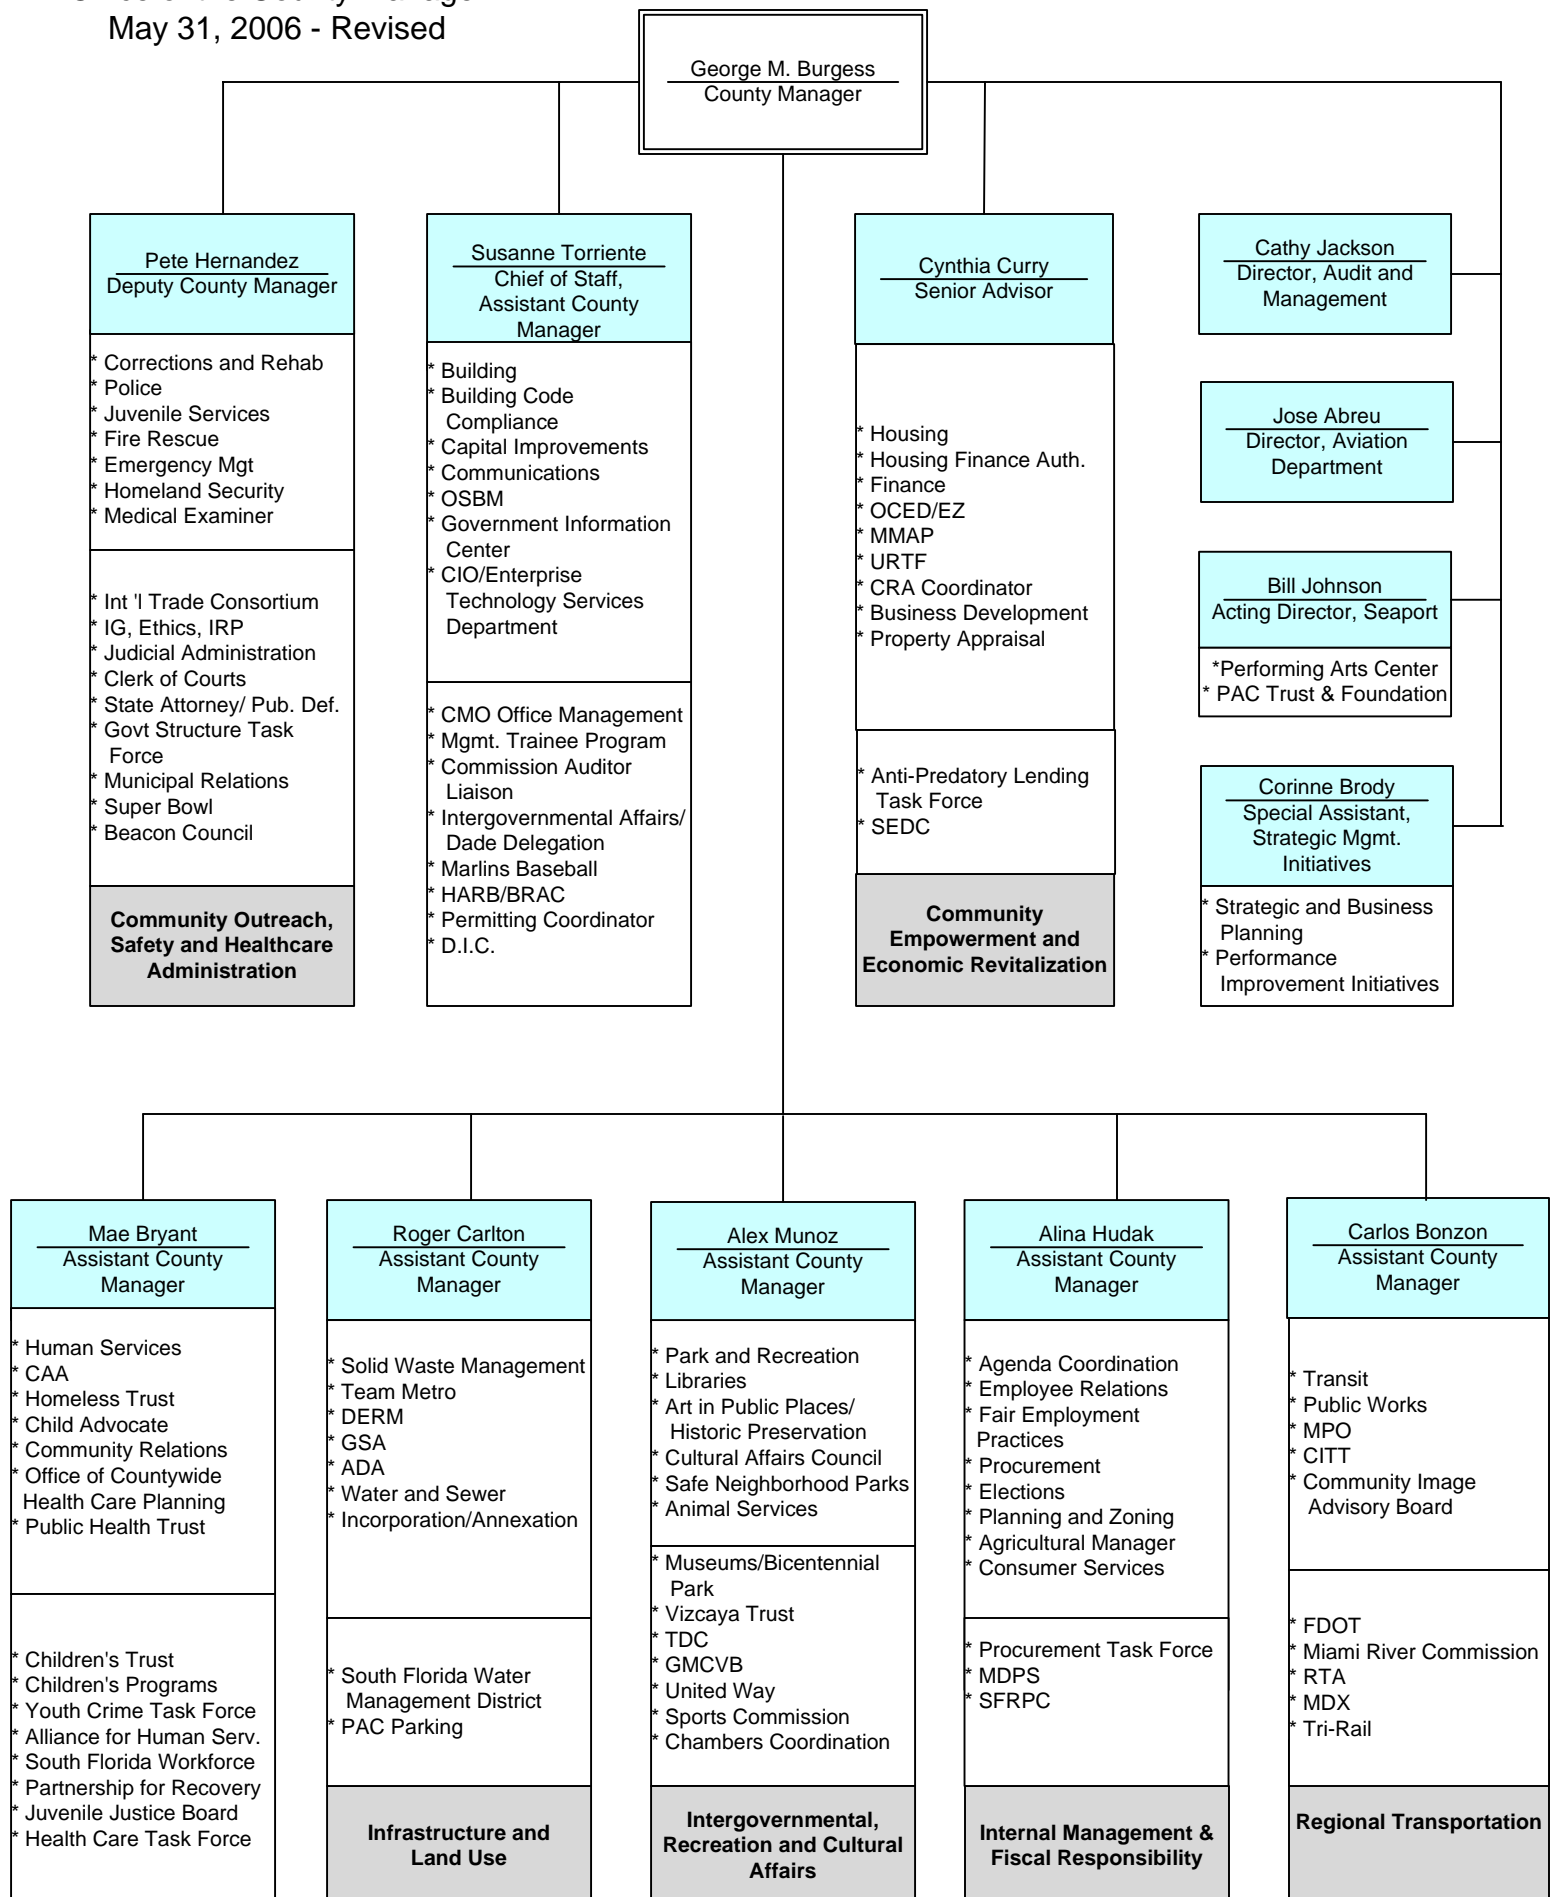 May 31, 2006 - Revised
George M. Burgess
County Manager
Pete Hernandez
Deputy County Manager
* Corrections and Rehab
* Police
* Juvenile Services
* Fire Rescue
* Emergency Mgt
* Homeland Security
* Medical Examiner
* Int 'l Trade Consortium
* IG, Ethics, IRP
* Judicial Administration
* Clerk of Courts
* State Attorney/ Pub. Def.
* Govt Structure Task
Force
* Municipal Relations
* Super Bowl
* Beacon Council
Community Outreach,
Safety and Healthcare
Administration
Susanne Torriente
Chief of Staff,
Assistant County
Manager
* Building
* Building Code
Compliance
* Capital Improvements
* Communications
* OSBM
* Government Information
Center
* CIO/Enterprise
Technology Services
Department
* CMO Office Management
* Mgmt. Trainee Program
* Commission Auditor
Liaison
* Intergovernmental Affairs/
Dade Delegation
* Marlins Baseball
* HARB/BRAC
* Permitting Coordinator
* D.I.C.
Cynthia Curry
Senior Advisor
* Housing
* Housing Finance Auth.
* Finance
* OCED/EZ
* MMAP
* URTF
* CRA Coordinator
* Business Development
* Property Appraisal
* Anti-Predatory Lending
Task Force
* SEDC
Community
Empowerment and
Economic Revitalization
Cathy Jackson
Director, Audit and
Management
Jose Abreu
Director, Aviation
Department
Bill Johnson
Acting Director, Seaport
*Performing Arts Center
* PAC Trust & Foundation
Corinne Brody
Special Assistant,
Strategic Mgmt.
Initiatives
* Strategic and Business
Planning
* Performance
Improvement Initiatives
Mae Bryant
Assistant County
Manager
* Human Services
* CAA
* Homeless Trust
* Child Advocate
* Community Relations
* Office of Countywide
Health Care Planning
* Public Health Trust
* Children's Trust
* Children's Programs
* Youth Crime Task Force
* Alliance for Human Serv.
* South Florida Workforce
* Partnership for Recovery
* Juvenile Justice Board
* Health Care Task Force
Roger Carlton
Assistant County
Manager
* Solid Waste Management
* Team Metro
* DERM
* GSA
* ADA
* Water and Sewer
* Incorporation/Annexation
* South Florida Water
Management District
* PAC Parking
Infrastructure and
Land Use
Alex Munoz
Assistant County
Manager
* Park and Recreation
* Libraries
* Art in Public Places/
Historic Preservation
* Cultural Affairs Council
* Safe Neighborhood Parks
* Animal Services
* Museums/Bicentennial
Park
* Vizcaya Trust
* TDC
* GMCVB
* United Way
* Sports Commission
* Chambers Coordination
Intergovernmental,
Recreation and Cultural
Affairs
Alina Hudak
Assistant County
Manager
* Agenda Coordination
* Employee Relations
* Fair Employment
Practices
* Procurement
* Elections
* Planning and Zoning
* Agricultural Manager
* Consumer Services
* Procurement Task Force
* MDPS
* SFRPC
Internal Management &
Fiscal Responsibility
Carlos Bonzon
Assistant County
Manager
* Transit
* Public Works
* MPO
* CITT
* Community Image
Advisory Board
* FDOT
* Miami River Commission
* RTA
* MDX
* Tri-Rail
Regional Transportation